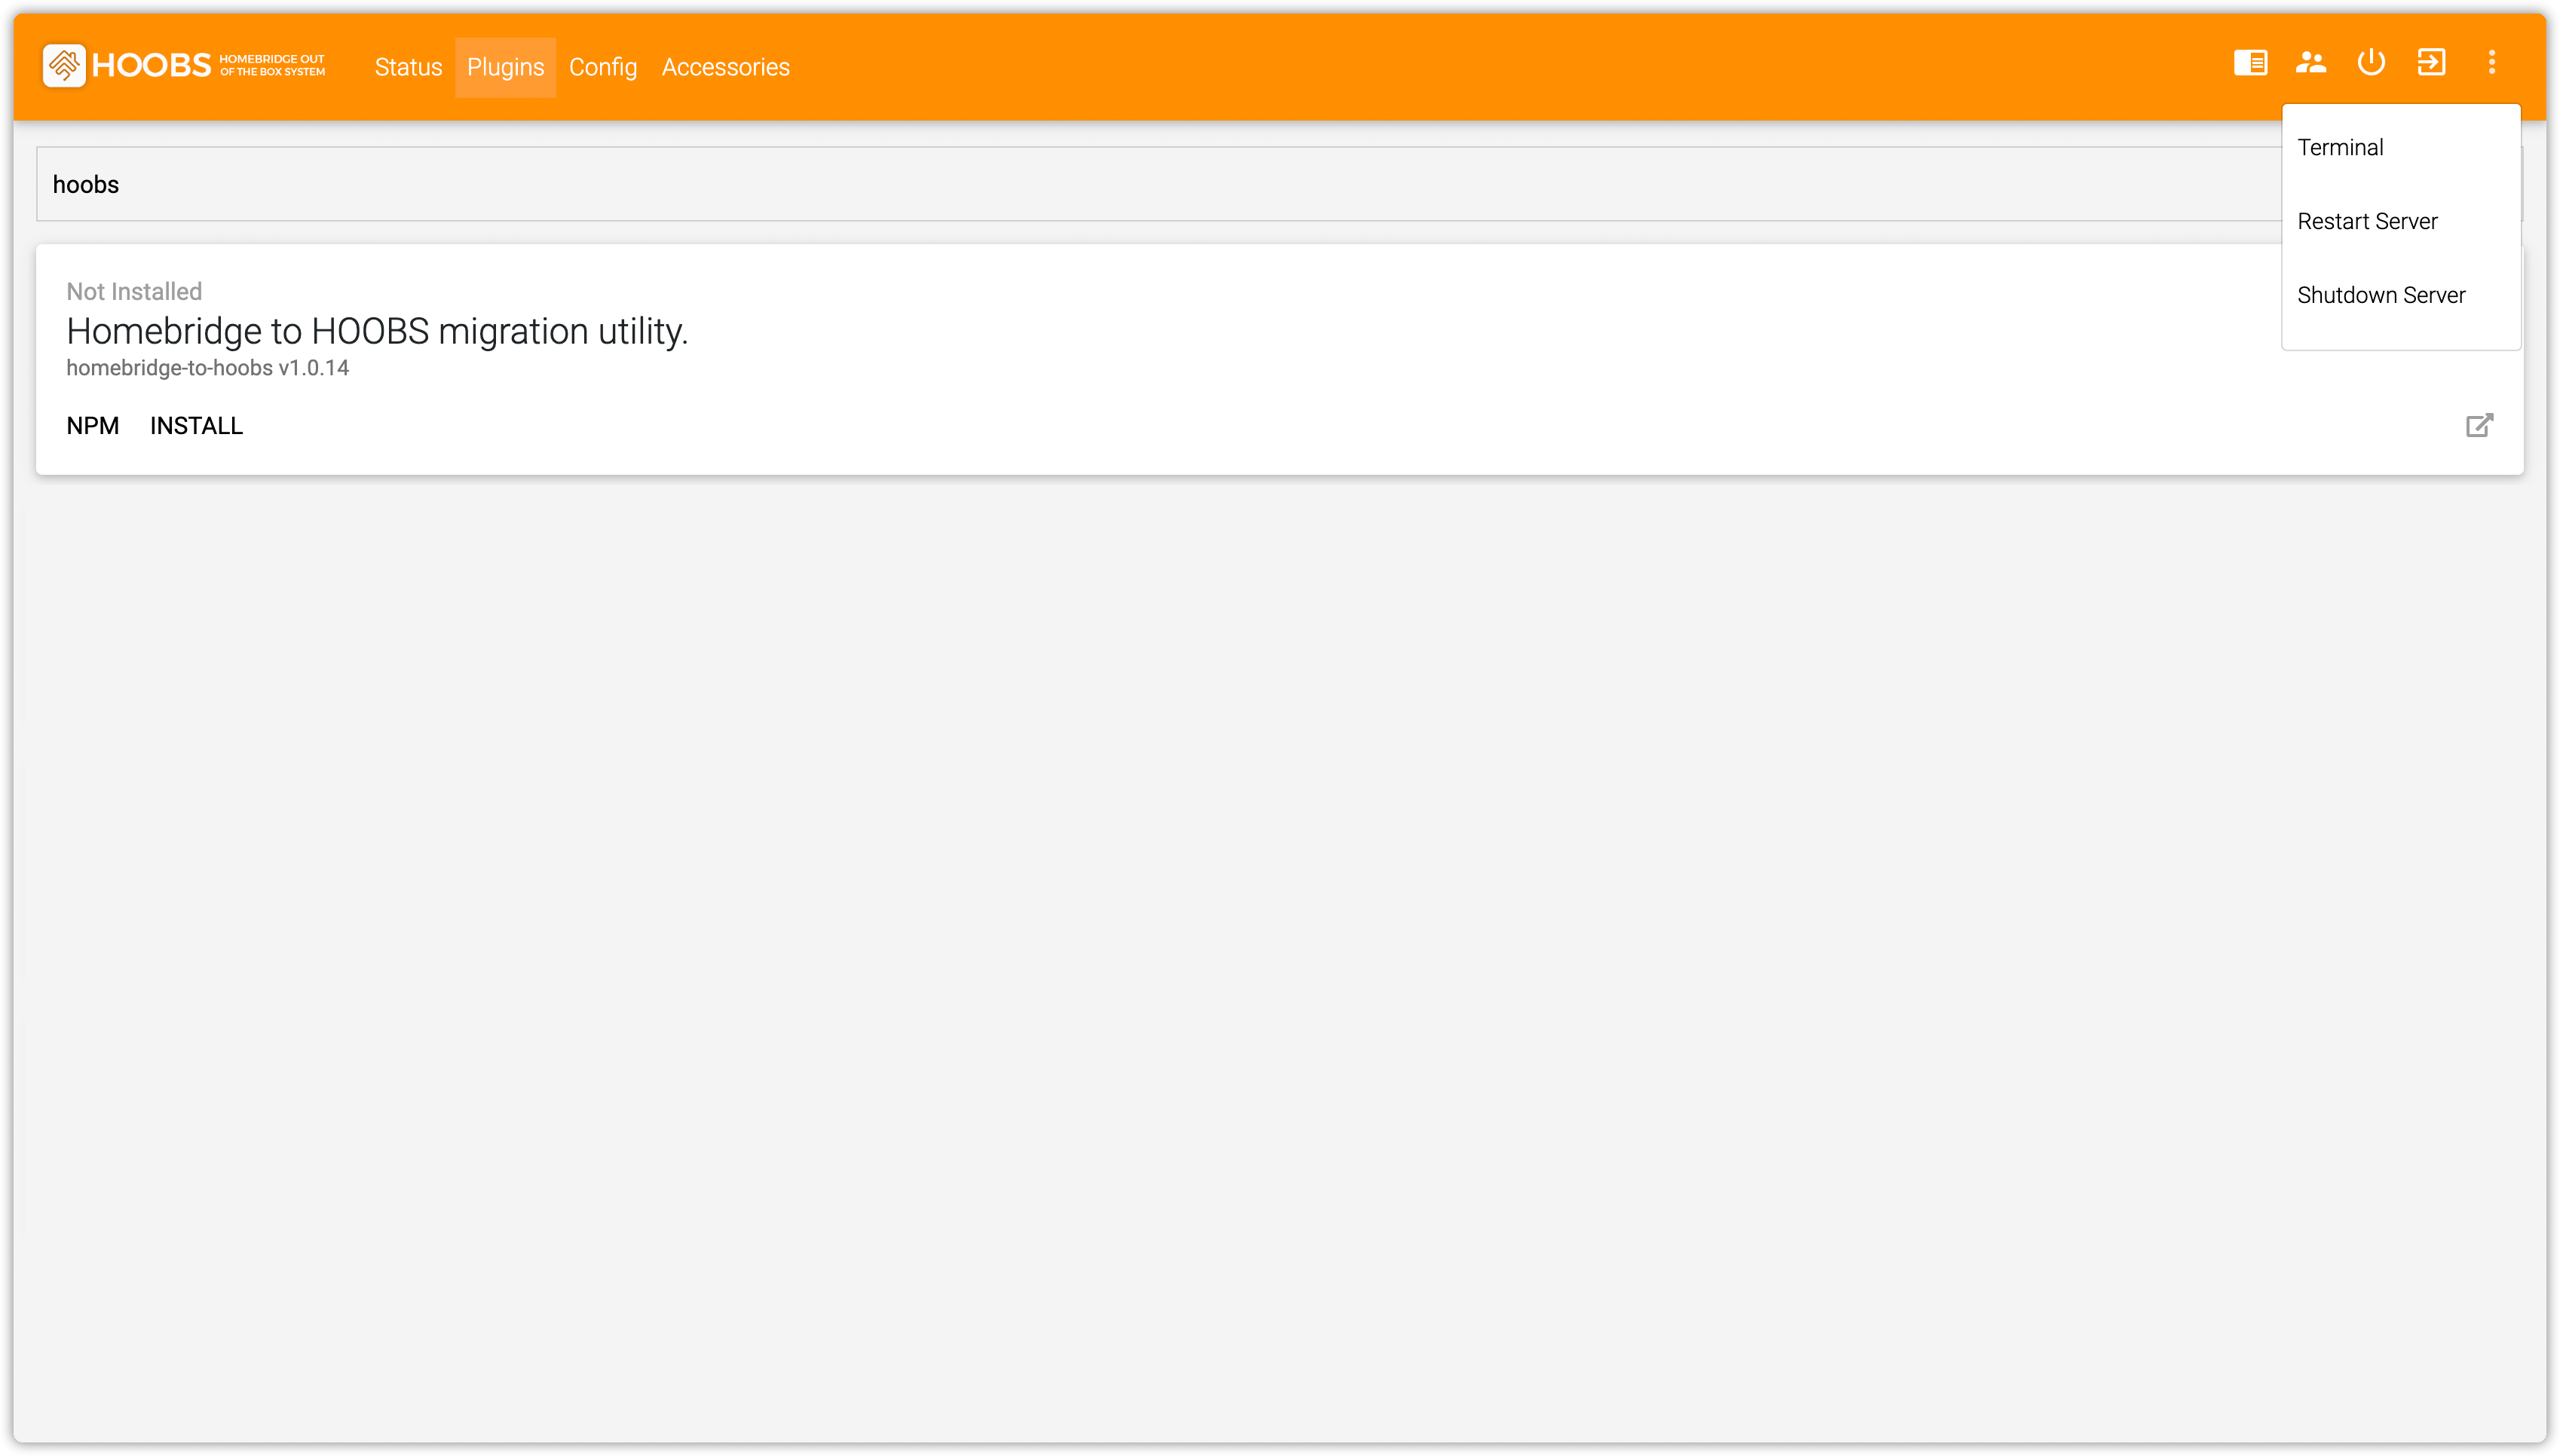 HOOBS HOMEBRIDGE OUT
OF THE BOX SYSTEM
Status Plugins Config Accessories
Terminal
Restart Server
Shutdown Server
hoobs
Not Installed
Homebridge to HOOBS migration utility.
homebridge-to-hoobs v1.0.14
NPM INSTALL